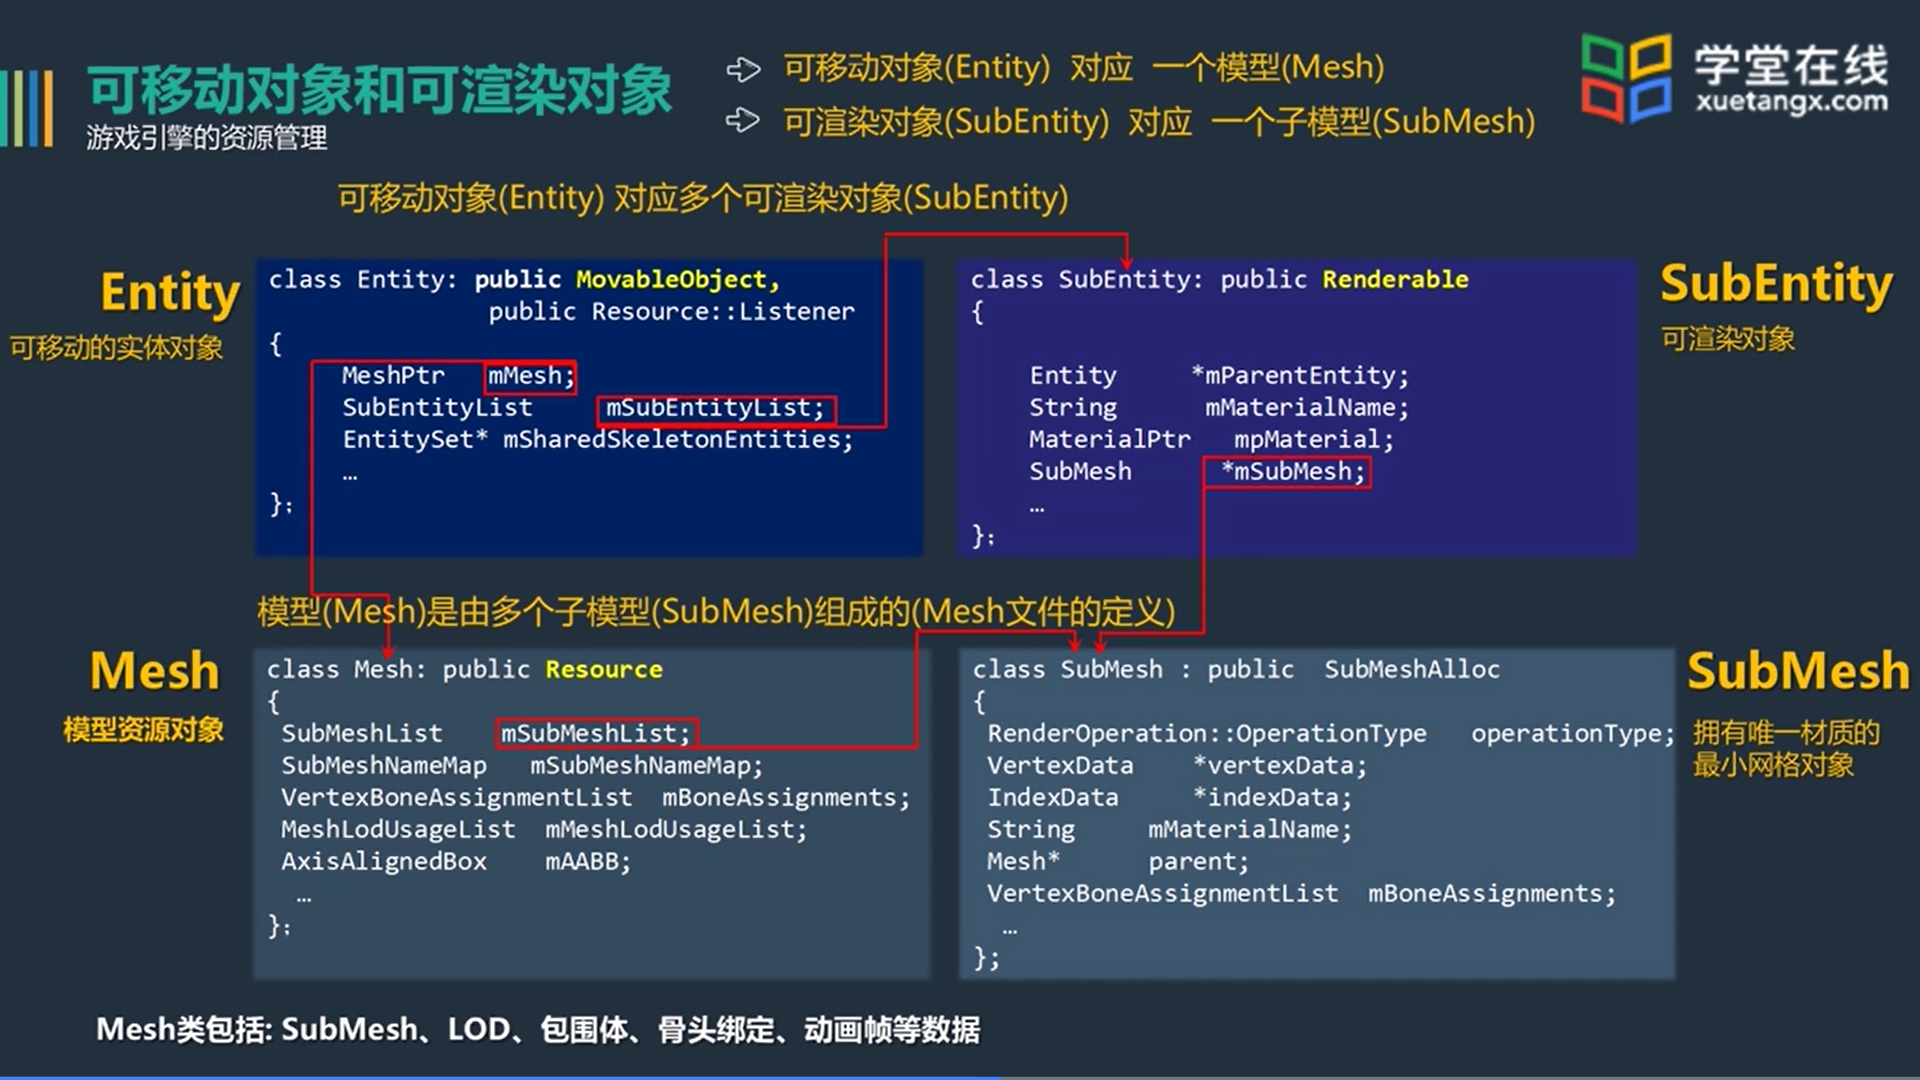 可移动对象和可渲染对象
游戏引擎的资源管理
可移动对象(Entity) 对应 一个模型(Mesh)
可渲染对象(SubEntity) 对应 一个子模型(SubMesh)
学堂在线
xuetangx.com
可移动对象(Entity) 对应多个可渲染对象(SubEntity)
Entity
可移动的实体对象
class Entity: public MovableObject,
public Resource::Listener
{
MeshPtr mMesh;
SubEntityList mSubEntityList;
EntitySet* mSharedSkeletonEntities;
…
};
class SubEntity: public Renderable
{
Entity *mParentEntity;
String mMaterialName;
MaterialPtr mpMaterial;
SubMesh *mSubMesh;
…
};
SubEntity
可渲染对象
模型(Mesh)是由多个子模型(SubMesh)组成的(Mesh文件的定义)
Mesh
模型资源对象
class Mesh: public Resource
{
SubMeshList mSubMeshList;
SubMeshNameMap mSubMeshNameMap;
VertexBoneAssignmentList mBoneAssignments;
MeshLodUsageList mMeshLodUsageList;
AxisAlignedBox mAABB;
…
};
class SubMesh : public SubMeshAlloc
{
RenderOperation::OperationType operationType;
VertexData *vertexData;
IndexData *indexData;
String mMaterialName;
Mesh* parent;
VertexBoneAssignmentList mBoneAssignments;
…
};
SubMesh
拥有唯一材质的
最小网格对象
Mesh类包括: SubMesh、LOD、包围体、骨头绑定、动画帧等数据